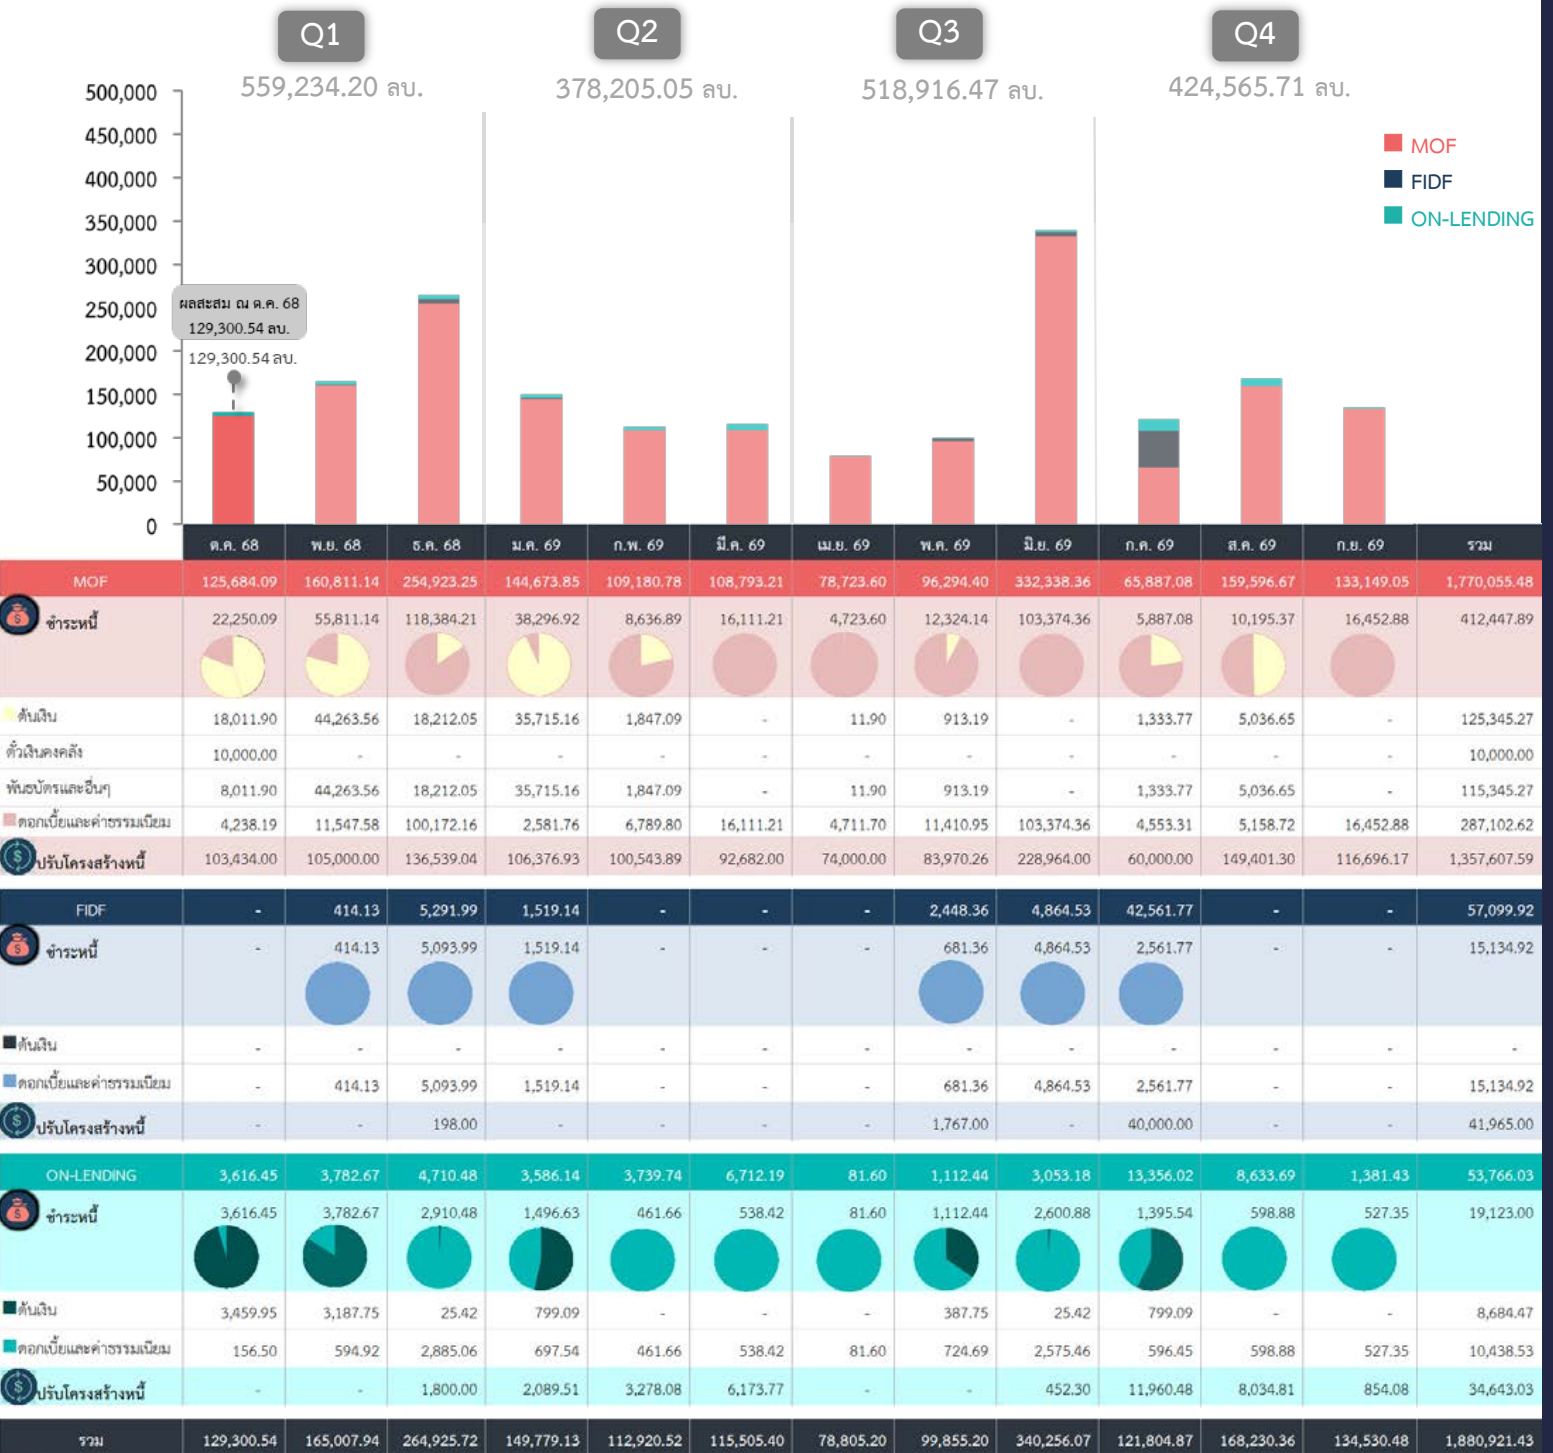 Q1 Q2 Q3 Q4
559,234.20 ลบ. 378,205.05 ลบ. 518,916.47 ลบ. 424,565.71 ลบ.
500,000
450,000
400,000
350,000
300,000
250,000
200,000
150,000
100,000
50,000
0
MOF
FIDF
ON-LENDING
ผลสะสม ณ ต.ค. 68
129,300.54 ลบ.
129,300.54 ลบ.
ต.ค. 68 พ.ย. 68 ธ.ค. 68 ม.ค. 69 ก.พ. 69 มี.ค. 69 เม.ย. 69 พ.ค. 69 มิ.ย. 69 ก.ค. 69 ส.ค. 69 ก.ย. 69 รวม
MOF 125,684.09 160,811.14 254,923.25 144,673.85 109,180.78 108,793.21 78,723.60 96,294.40 332,338.36 65,887.08 159,596.67 133,149.05 1,770,055.48
ชำระหนี้ 22,250.09 55,811.14 118,384.21 38,296.92 8,636.89 16,111.21 4,723.60 12,324.14 103,374.36 5,887.08 10,195.37 16,452.88 412,447.89
ต้นเงิน 18,011.90 44,263.56 18,212.05 35,715.16 1,847.09 - 11.90 913.19 - 1,333.77 5,036.65 - 125,345.27
ตั๋วเงินคงคลัง 10,000.00 - - - - - - - - - - - 10,000.00
พันธบัตรและอื่นๆ 8,011.90 44,263.56 18,212.05 35,715.16 1,847.09 - 11.90 913.19 - 1,333.77 5,036.65 - 115,345.27
ดอกเบี้ยและค่าธรรมเนียม 4,238.19 11,547.58 100,172.16 2,581.76 6,789.80 16,111.21 4,711.70 11,410.95 103,374.36 4,553.31 5,158.72 16,452.88 287,102.62
ปรับโครงสร้างหนี้ 103,434.00 105,000.00 136,539.04 106,376.93 100,543.89 92,682.00 74,000.00 83,970.26 228,964.00 60,000.00 149,401.30 116,696.17 1,357,607.59
FIDF - 414.13 5,291.99 1,519.14 - - - 2,448.36 4,864.53 42,561.77 - - 57,099.92
ชำระหนี้ - 414.13 5,093.99 1,519.14 - - - 681.36 4,864.53 2,561.77 - - 15,134.92
ต้นเงิน - - - - - - - - - - - - -
ดอกเบี้ยและค่าธรรมเนียม - 414.13 5,093.99 1,519.14 - - - 681.36 4,864.53 2,561.77 - - 15,134.92
ปรับโครงสร้างหนี้ - - 198.00 - - - - 1,767.00 - 40,000.00 - - 41,965.00
ON-LENDING 3,616.45 3,782.67 4,710.48 3,586.14 3,739.74 6,712.19 81.60 1,112.44 3,053.18 13,356.02 8,633.69 1,381.43 53,766.03
ชำระหนี้ 3,616.45 3,782.67 2,910.48 1,496.63 461.66 538.42 81.60 1,112.44 2,600.88 1,395.54 598.88 527.35 19,123.00
ต้นเงิน 3,459.95 3,187.75 25.42 799.09 - - - 387.75 25.42 799.09 - - 8,684.47
ดอกเบี้ยและค่าธรรมเนียม 156.50 594.92 2,885.06 697.54 461.66 538.42 81.60 724.69 2,575.46 596.45 598.88 527.35 10,438.53
ปรับโครงสร้างหนี้ - - 1,800.00 2,089.51 3,278.08 6,173.77 - - 452.30 11,960.48 8,034.81 854.08 34,643.03
รวม 129,300.54 165,007.94 264,925.72 149,779.13 112,920.52 115,505.40 78,805.20 99,855.20 340,256.07 121,804.87 168,230.36 134,530.48 1,880,921.43